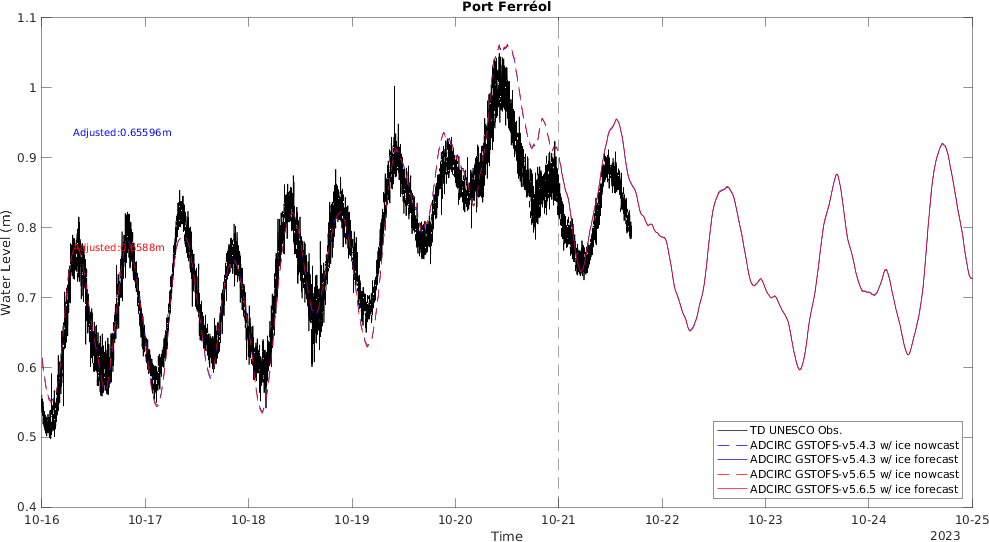 Port Ferréol
1.1
1
0.9
0.8
0.7
0.6
0.5
0.4
Water Level (m)
Adjusted:0.65596m
Adjusted:0.6588m
TD UNESCO Obs.
ADCIRC GSTOFS-v5.4.3 w/ ice nowcast
ADCIRC GSTOFS-v5.4.3 w/ ice forecast
ADCIRC GSTOFS-v5.6.5 w/ ice nowcast
ADCIRC GSTOFS-v5.6.5 w/ ice forecast
10-16 10-17 10-18 10-19 10-20 10-21 10-22 10-23 10-24 10-25
Time
2023